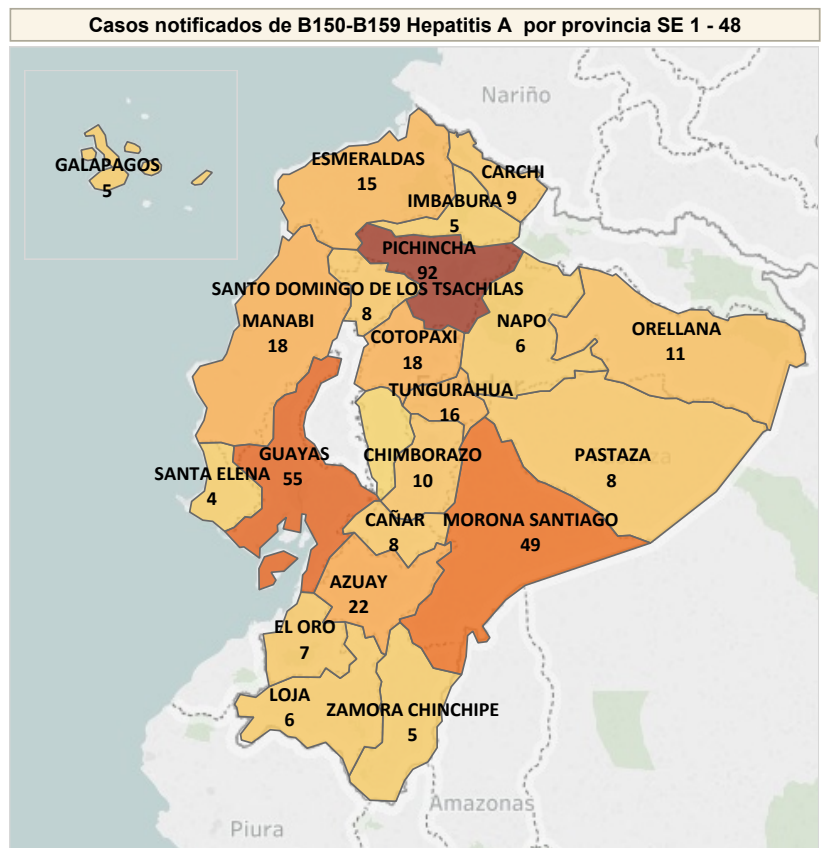 Casos notificados de B150-B159 Hepatitis A por provincia SE 1 - 48
Nariño
GALAPAGOS
5
ESMERALDAS
15
CARCHI
9
IMBABURA
5
PICHINCHA
92
SANTO DOMINGO DE LOS TSACHILAS
8
MANABI
18
COTOPAXI
18
NAPO
6
ORELLANA
11
TUNGURAHUA
16
GUAYAS
55
CHIMBORAZO
10
PASTAZA
8
SANTA ELENA
4
CAÑAR
8
MORONA SANTIAGO
49
AZUAY
22
EL ORO
7
LOJA
6
ZAMORA CHINCHIPE
5
Amazonas
Piura